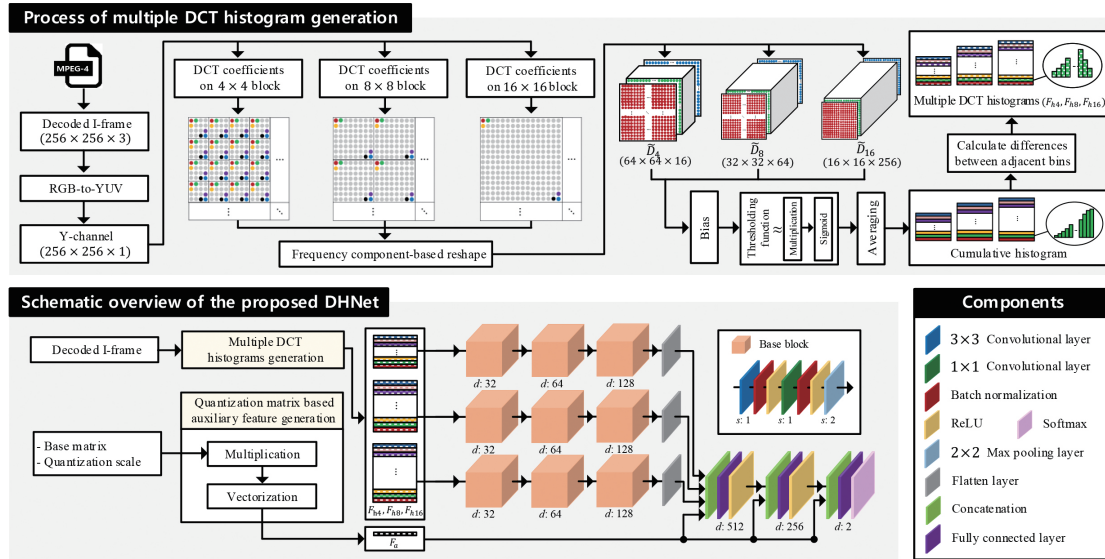 Process of multiple DCT histogram generation
MPEG-4
Decoded I-frame
(256 × 256 × 3)
RGB-to-YUV
Y-channel
(256 × 256 × 1)
DCT coefficients
on 4 × 4 block
DCT coefficients
on 8 × 8 block
DCT coefficients
on 16 × 16 block
Frequency component-based reshape
D̃4
(64 × 64 × 16)
D̃8
(32 × 32 × 64)
D̃16
(16 × 16 × 256)
Bias
Thresholding
function
≈
Multiplication
Sigmoid
Averaging
Cumulative histogram
Calculate differences
between adjacent bins
Multiple DCT histograms (Fh4, Fh8, Fh16)
Schematic overview of the proposed DHNet
Decoded I-frame
Multiple DCT
histograms generation
Quantization matrix based
auxiliary feature generation
- Base matrix
- Quantization scale
Multiplication
Vectorization
Fh4, Fh8, Fh16
Fa
d: 32
d: 64
d: 128
d: 32
d: 64
d: 128
d: 32
d: 64
d: 128
Base block
s: 1
s: 1
s: 2
d: 512
d: 256
d: 2
Components
3×3 Convolutional layer
1×1 Convolutional layer
Batch normalization
ReLU
Softmax
2×2 Max pooling layer
Flatten layer
Concatenation
Fully connected layer